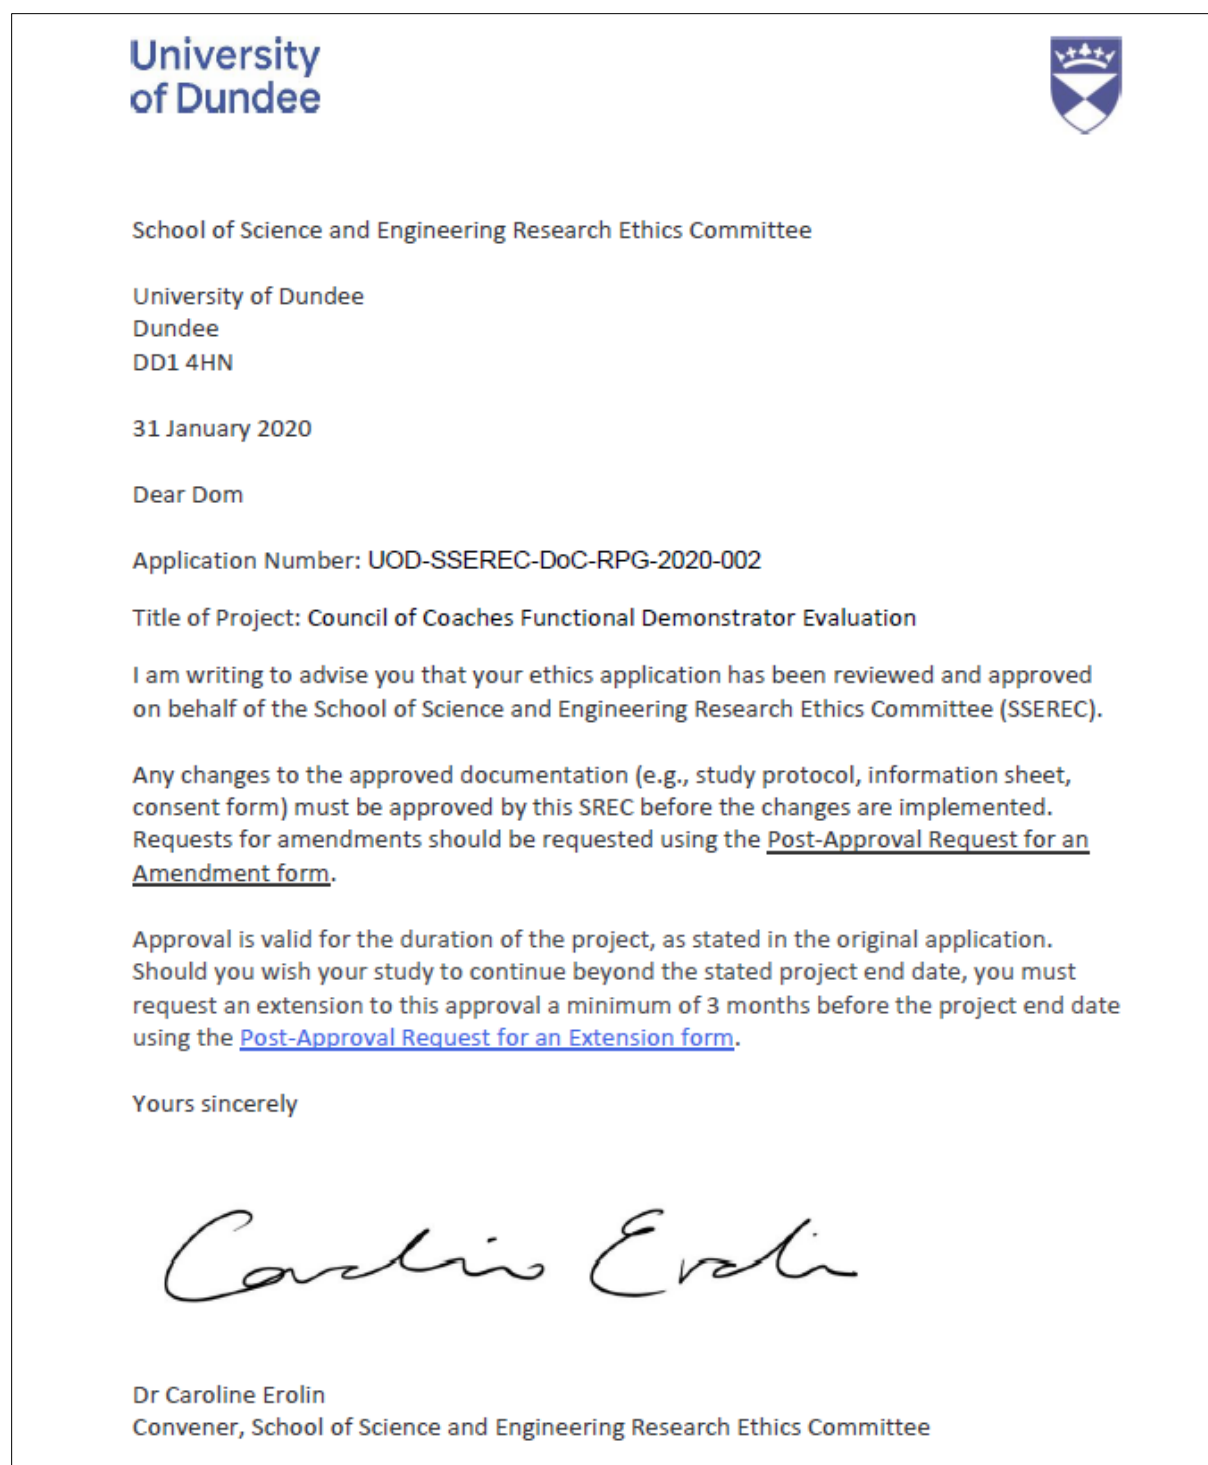 University
of Dundee
School of Science and Engineering Research Ethics Committee
University of Dundee
Dundee
DD1 4HN
31 January 2020
Dear Dom
Application Number: UOD-SSEREC-DoC-RPG-2020-002
Title of Project: Council of Coaches Functional Demonstrator Evaluation
I am writing to advise you that your ethics application has been reviewed and approved
on behalf of the School of Science and Engineering Research Ethics Committee (SSEREC).
Any changes to the approved documentation (e.g., study protocol, information sheet,
consent form) must be approved by this SREC before the changes are implemented.
Requests for amendments should be requested using the Post-Approval Request for an
Amendment form.
Approval is valid for the duration of the project, as stated in the original application.
Should you wish your study to continue beyond the stated project end date, you must
request an extension to this approval a minimum of 3 months before the project end date
using the Post-Approval Request for an Extension form.
Yours sincerely
Caroline Erolin
Dr Caroline Erolin
Convener, School of Science and Engineering Research Ethics Committee